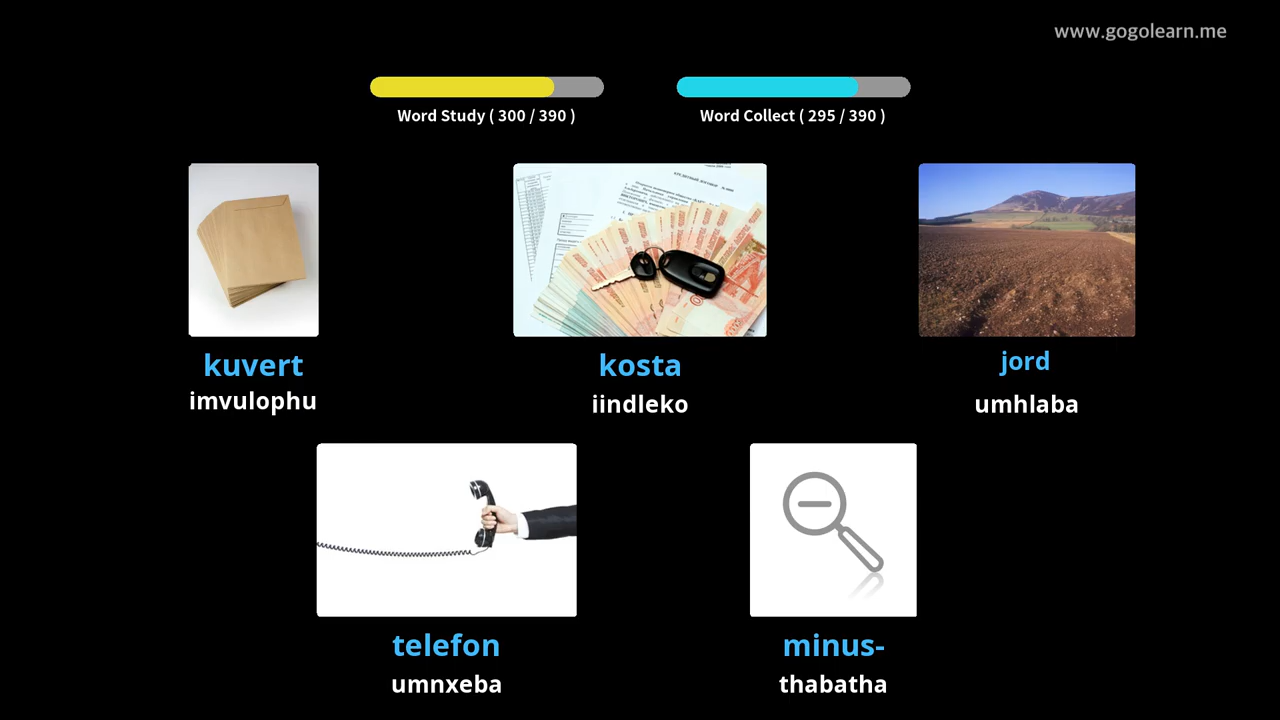 www.gogolearn.me
Word Study ( 300 / 390 )
Word Collect ( 295 / 390 )
kuvert
imvulophu
kosta
iindleko
jord
umhlaba
telefon
umnxeba
minus-
thabatha